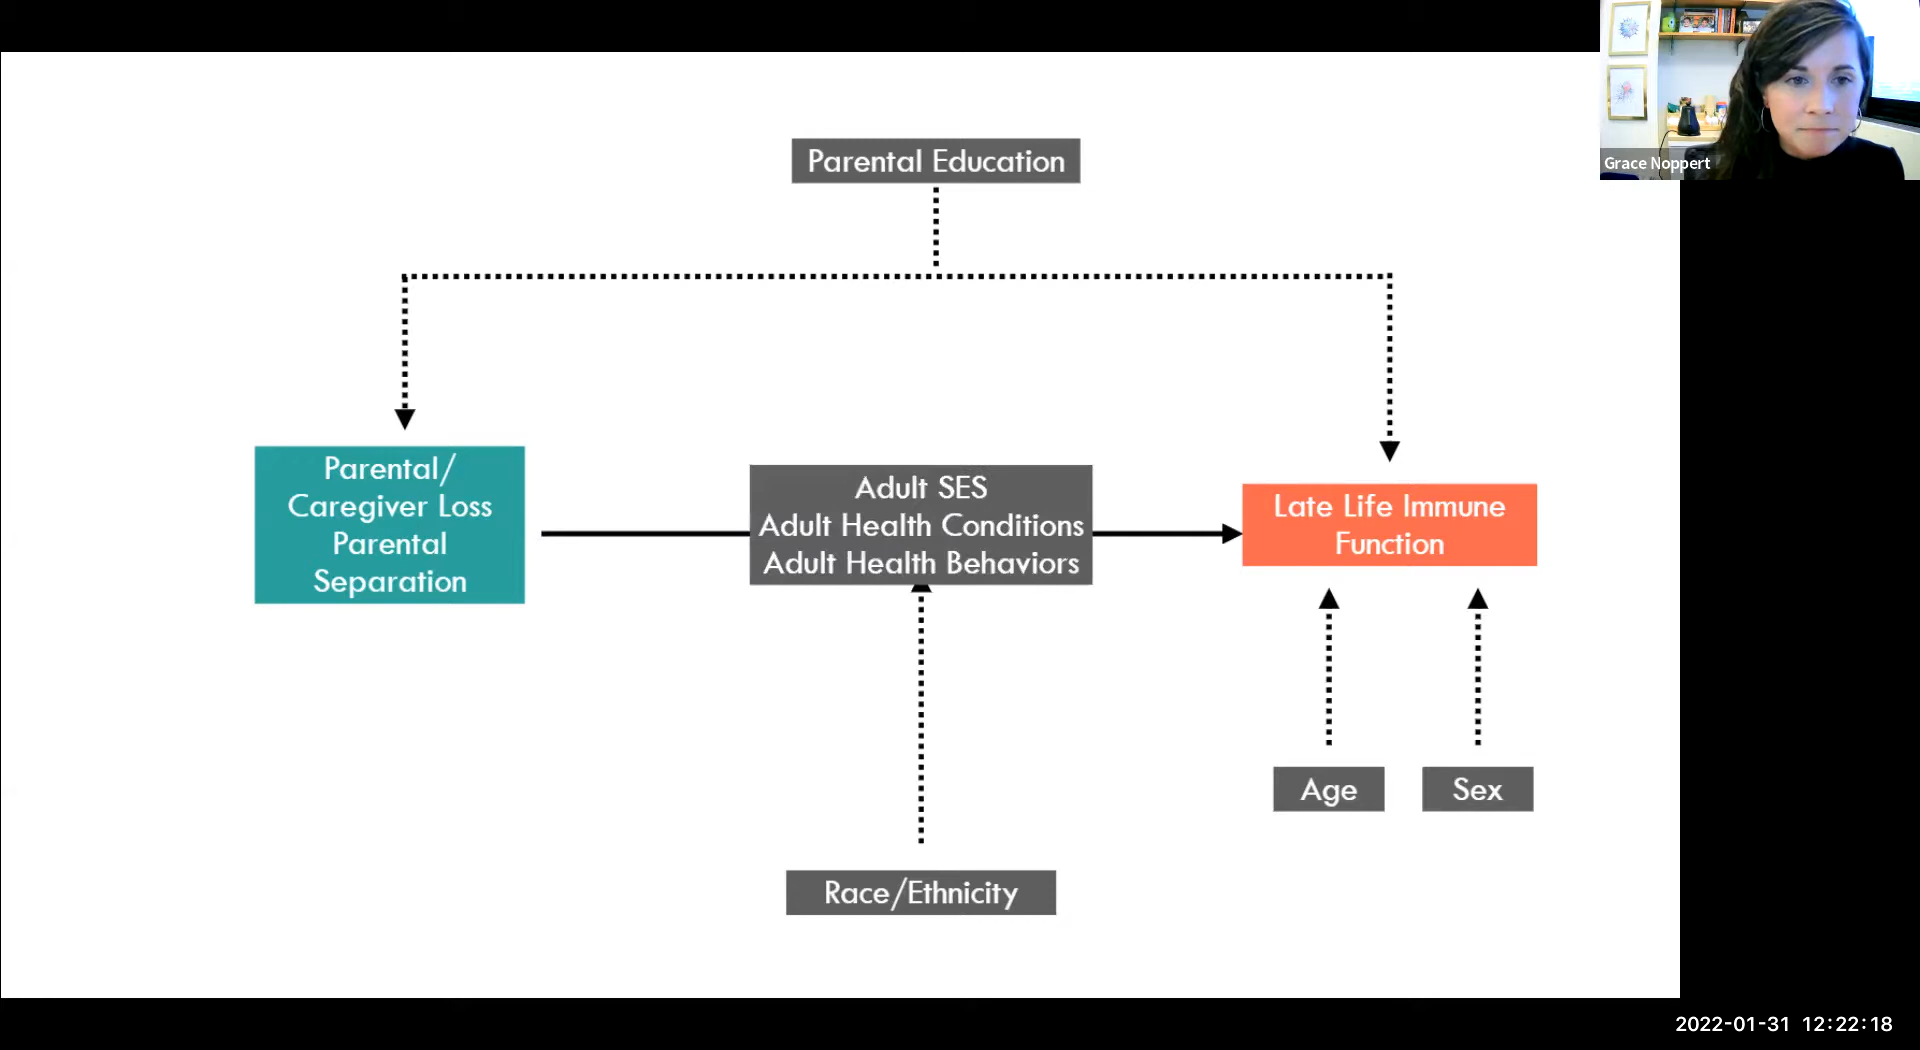 Grace Noppert
Parental Education
Parental/
Caregiver Loss
Parental
Separation
Adult SES
Adult Health Conditions
Adult Health Behaviors
Late Life Immune
Function
Age
Sex
Race/Ethnicity
2022-01-31 12:22:18